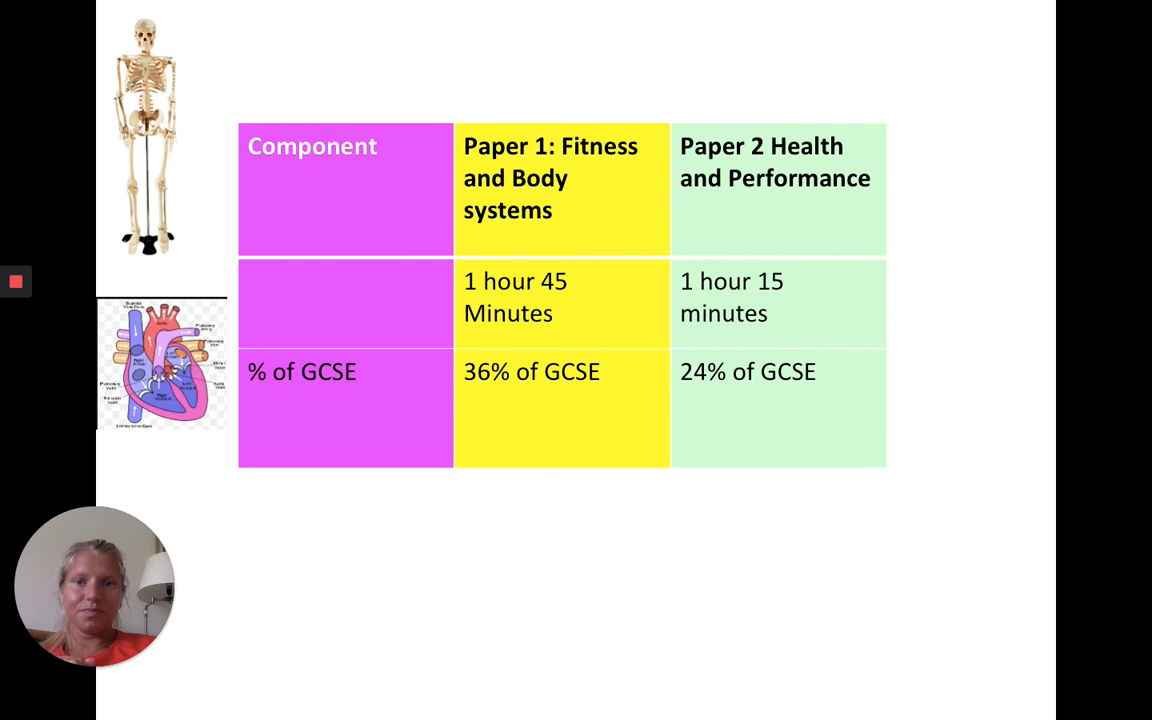 Component
Paper 1: Fitness
and Body
systems
Paper 2 Health
and Performance
1 hour 45
Minutes
1 hour 15
minutes
% of GCSE
36% of GCSE
24% of GCSE